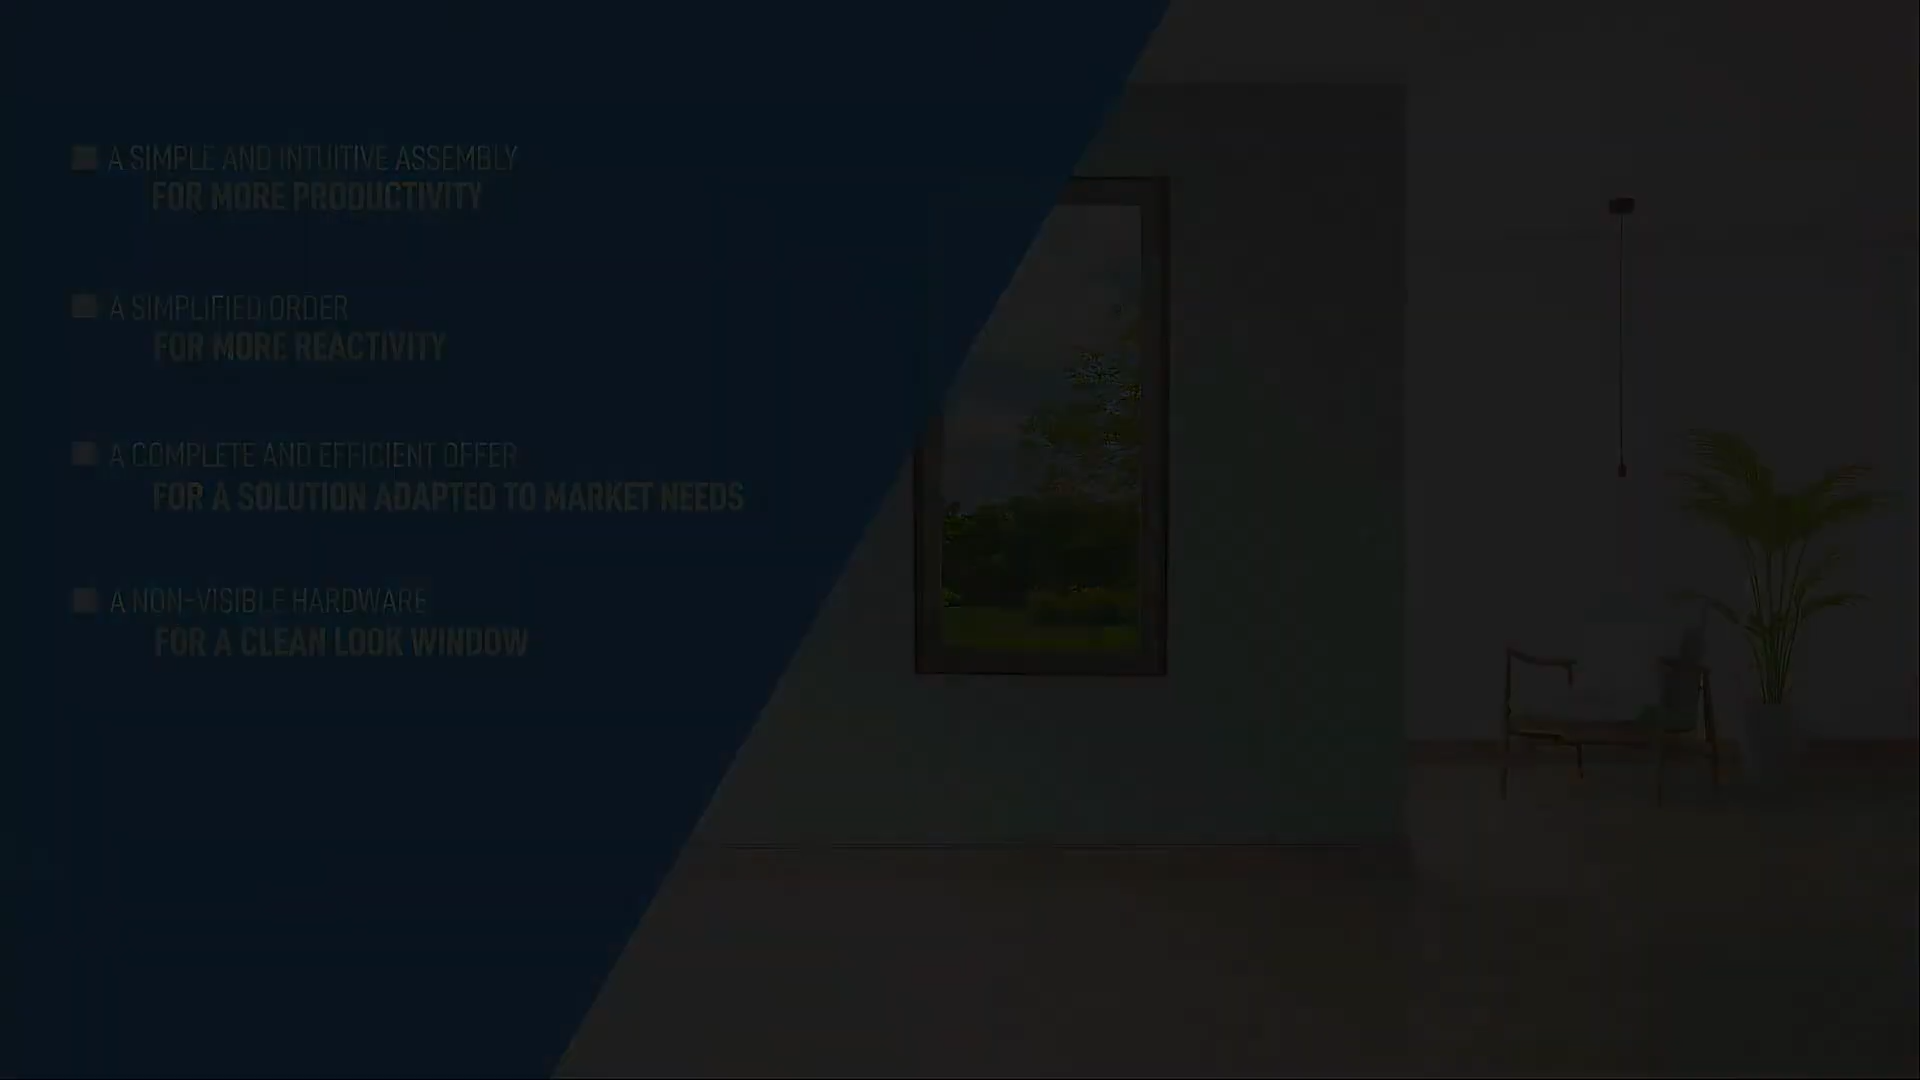 A SIMPLE AND INTUITIVE ASSEMBLY
FOR MORE PRODUCTIVITY
A SIMPLIFIED ORDER
FOR MORE REACTIVITY
A COMPLETE AND EFFICIENT OFFER
FOR A SOLUTION ADAPTED TO MARKET NEEDS
A NON-VISIBLE HARDWARE
FOR A CLEAN LOOK WINDOW